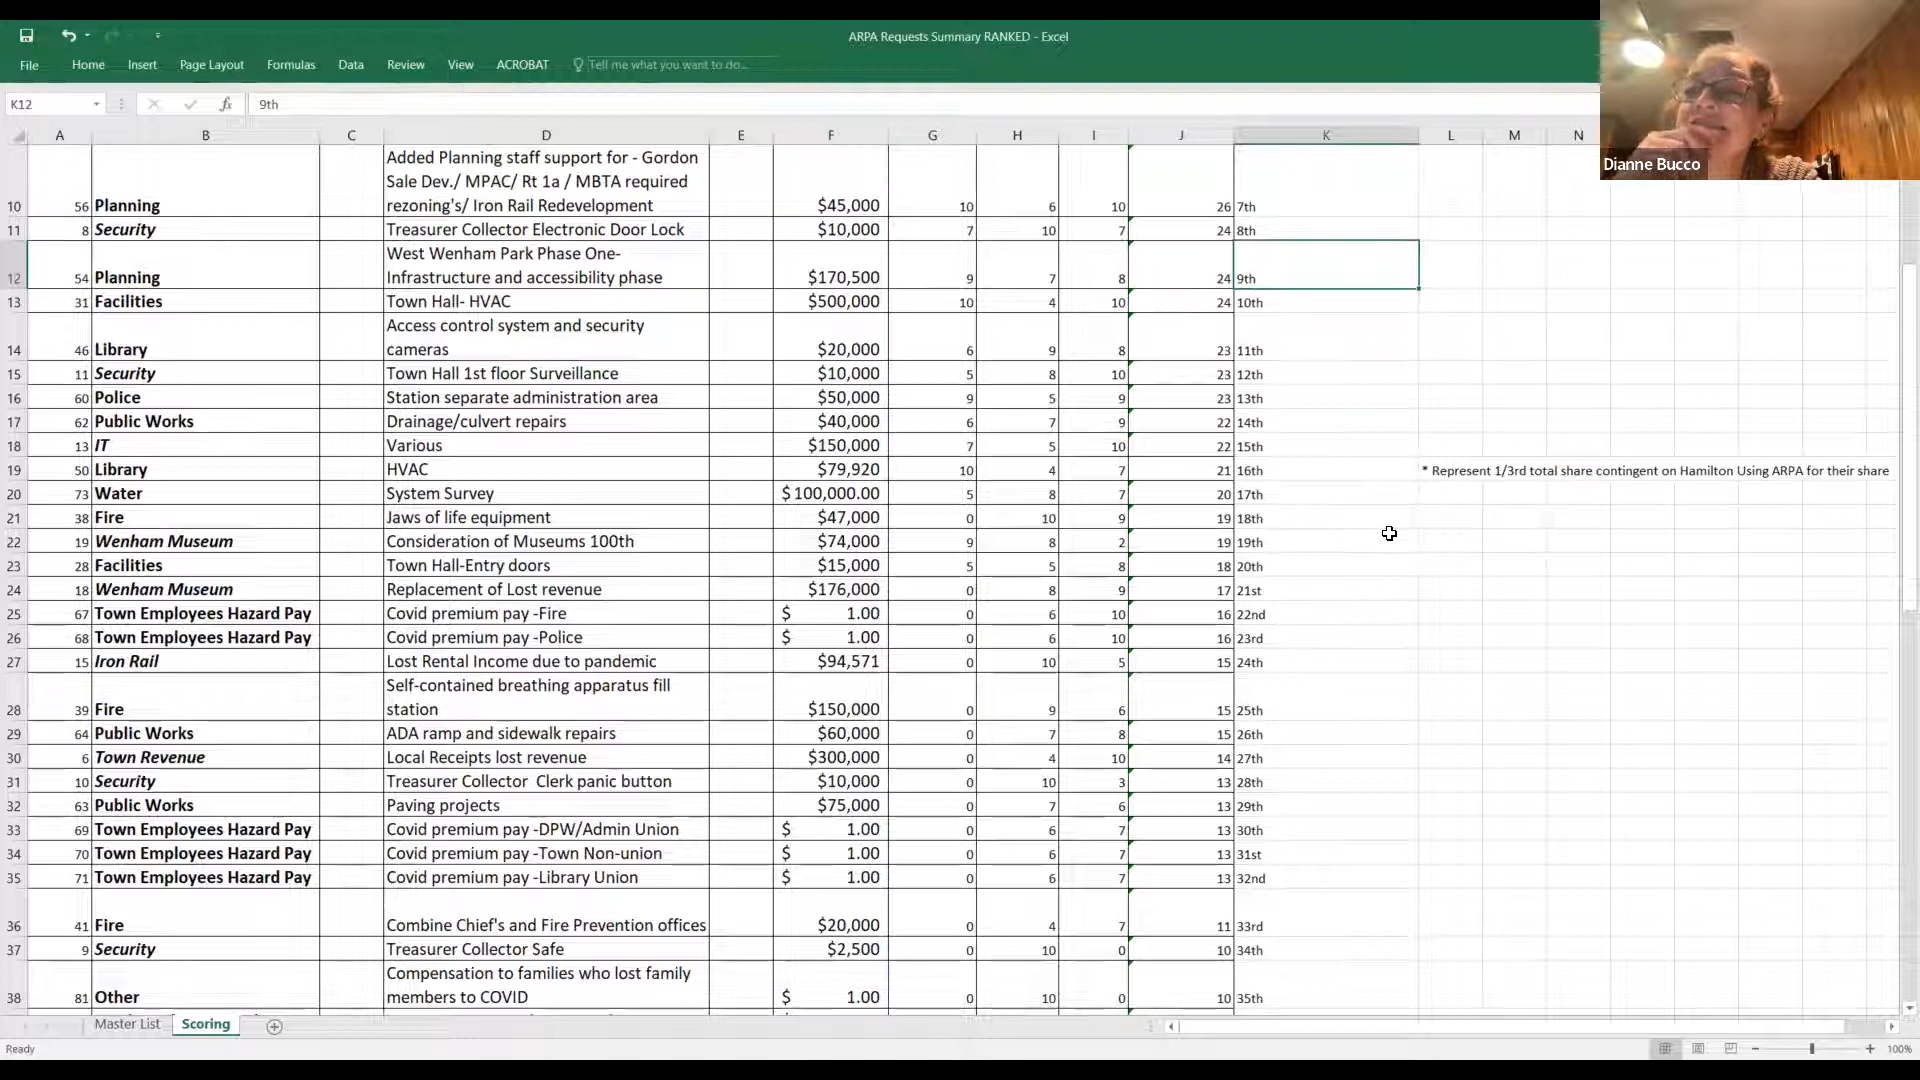 ARPA Requests Summary RANKED - Excel
File Home Insert Page Layout Formulas Data Review View ACROBAT Tell me what you want to do...
K12 fx 9th
Dianne Bucco
A B C D E F G H I J K L M N
Added Planning staff support for - Gordon
Sale Dev./ MPAC/ Rt 1a / MBTA required
10 56 Planning rezoning's/ Iron Rail Redevelopment $45,000 10 6 10 26 7th
11 8 Security Treasurer Collector Electronic Door Lock $10,000 7 10 7 24 8th
West Wenham Park Phase One-
12 54 Planning Infrastructure and accessibility phase $170,500 9 7 8 24 9th
13 31 Facilities Town Hall- HVAC $500,000 10 4 10 24 10th
Access control system and security
14 46 Library cameras $20,000 6 9 8 23 11th
15 11 Security Town Hall 1st floor Surveillance $10,000 5 8 10 23 12th
16 60 Police Station separate administration area $50,000 9 5 9 23 13th
17 62 Public Works Drainage/culvert repairs $40,000 6 7 9 22 14th
18 13 IT Various $150,000 7 5 10 22 15th
19 50 Library HVAC $79,920 10 4 7 21 16th * Represent 1/3rd total share contingent on Hamilton Using ARPA for their share
20 73 Water System Survey $100,000.00 5 8 7 20 17th
21 38 Fire Jaws of life equipment $47,000 0 10 9 19 18th
22 19 Wenham Museum Consideration of Museums 100th $74,000 9 8 2 19 19th
23 28 Facilities Town Hall-Entry doors $15,000 5 5 8 18 20th
24 18 Wenham Museum Replacement of Lost revenue $176,000 0 8 9 17 21st
25 67 Town Employees Hazard Pay Covid premium pay -Fire $ 1.00 0 6 10 16 22nd
26 68 Town Employees Hazard Pay Covid premium pay -Police $ 1.00 0 6 10 16 23rd
27 15 Iron Rail Lost Rental Income due to pandemic $94,571 0 10 5 15 24th
Self-contained breathing apparatus fill
28 39 Fire station $150,000 0 9 6 15 25th
29 64 Public Works ADA ramp and sidewalk repairs $60,000 0 7 8 15 26th
30 6 Town Revenue Local Receipts lost revenue $300,000 0 4 10 14 27th
31 10 Security Treasurer Collector Clerk panic button $10,000 0 10 3 13 28th
32 63 Public Works Paving projects $75,000 0 7 6 13 29th
33 69 Town Employees Hazard Pay Covid premium pay -DPW/Admin Union $ 1.00 0 6 7 13 30th
34 70 Town Employees Hazard Pay Covid premium pay -Town Non-union $ 1.00 0 6 7 13 31st
35 71 Town Employees Hazard Pay Covid premium pay -Library Union $ 1.00 0 6 7 13 32nd
36 41 Fire Combine Chief's and Fire Prevention offices $20,000 0 4 7 11 33rd
37 9 Security Treasurer Collector Safe $2,500 0 10 0 10 34th
Compensation to families who lost family
38 81 Other members to COVID $ 1.00 0 10 0 10 35th
Master List Scoring
Ready 100%